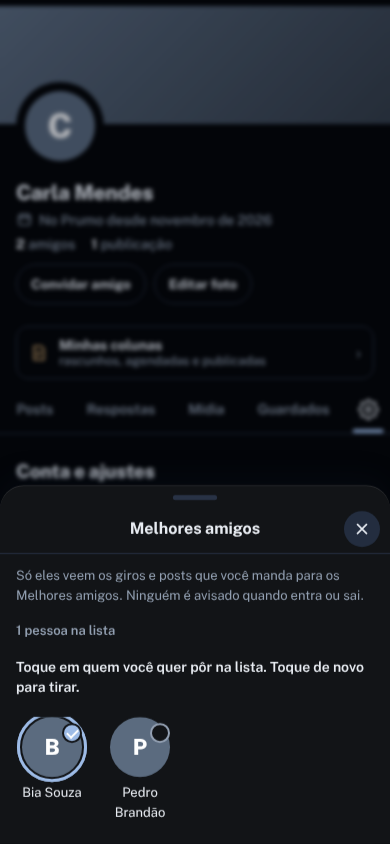 C
Carla Mendes
No Prumo desde novembro de 2026
2 amigos 1 publicação
Convidar amigo Editar foto
Minhas colunas
rascunhos, agendadas e publicadas
Posts Respostas Mídia Guardados
Conta e ajustes
Melhores amigos
Só eles veem os giros e posts que você manda para os
Melhores amigos. Ninguém é avisado quando entra ou sai.
1 pessoa na lista
Toque em quem você quer pôr na lista. Toque de novo
para tirar.
B P
Bia Souza Pedro
Brandão